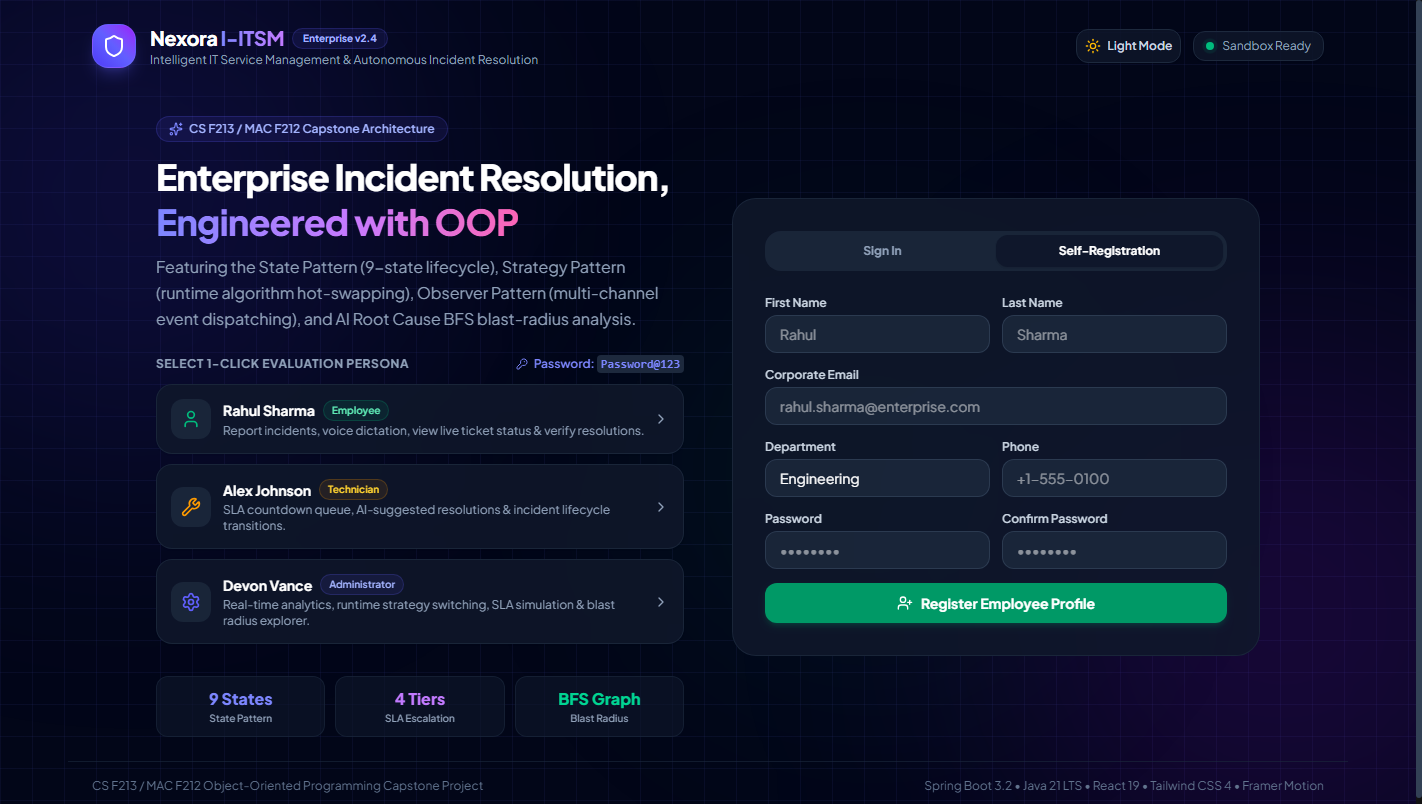 Nexora I-ITSM Enterprise v2.4
Intelligent IT Service Management & Autonomous Incident Resolution
Light Mode
Sandbox Ready
CS F213 / MAC F212 Capstone Architecture
Enterprise Incident Resolution,
Engineered with OOP
Featuring the State Pattern (9-state lifecycle), Strategy Pattern
(runtime algorithm hot-swapping), Observer Pattern (multi-channel
event dispatching), and AI Root Cause BFS blast-radius analysis.
SELECT 1-CLICK EVALUATION PERSONA
Password: Password@123
Rahul Sharma Employee
Report incidents, voice dictation, view live ticket status & verify resolutions.
Alex Johnson Technician
SLA countdown queue, AI-suggested resolutions & incident lifecycle
transitions.
Devon Vance Administrator
Real-time analytics, runtime strategy switching, SLA simulation & blast
radius explorer.
9 States
State Pattern
4 Tiers
SLA Escalation
BFS Graph
Blast Radius
Sign In
Self-Registration
First Name
Last Name
Rahul
Sharma
Corporate Email
rahul.sharma@enterprise.com
Department
Phone
Engineering
+1-555-0100
Password
Confirm Password
••••••••
••••••••
Register Employee Profile
CS F213 / MAC F212 Object-Oriented Programming Capstone Project
Spring Boot 3.2 • Java 21 LTS • React 19 • Tailwind CSS 4 • Framer Motion